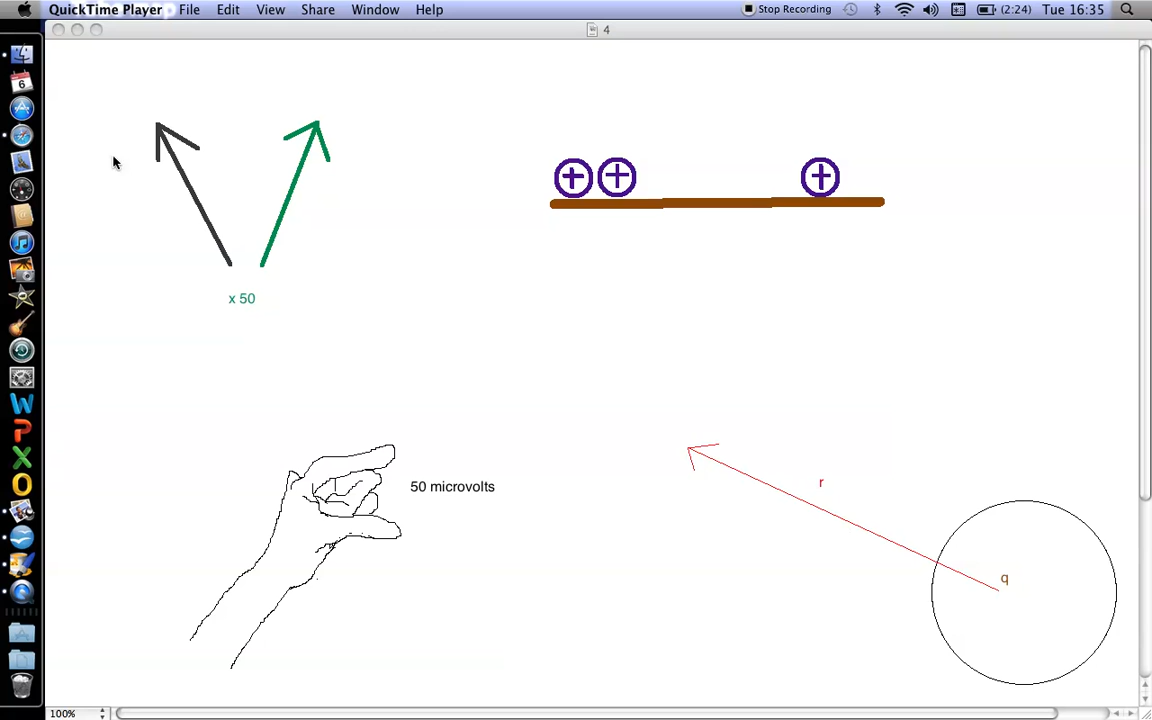 QuickTime Player File Edit View Share Window Help Stop Recording (2:24) Tue 16:35
4
6
x 50
50 microvolts
r
q
W
P
X
O
100%